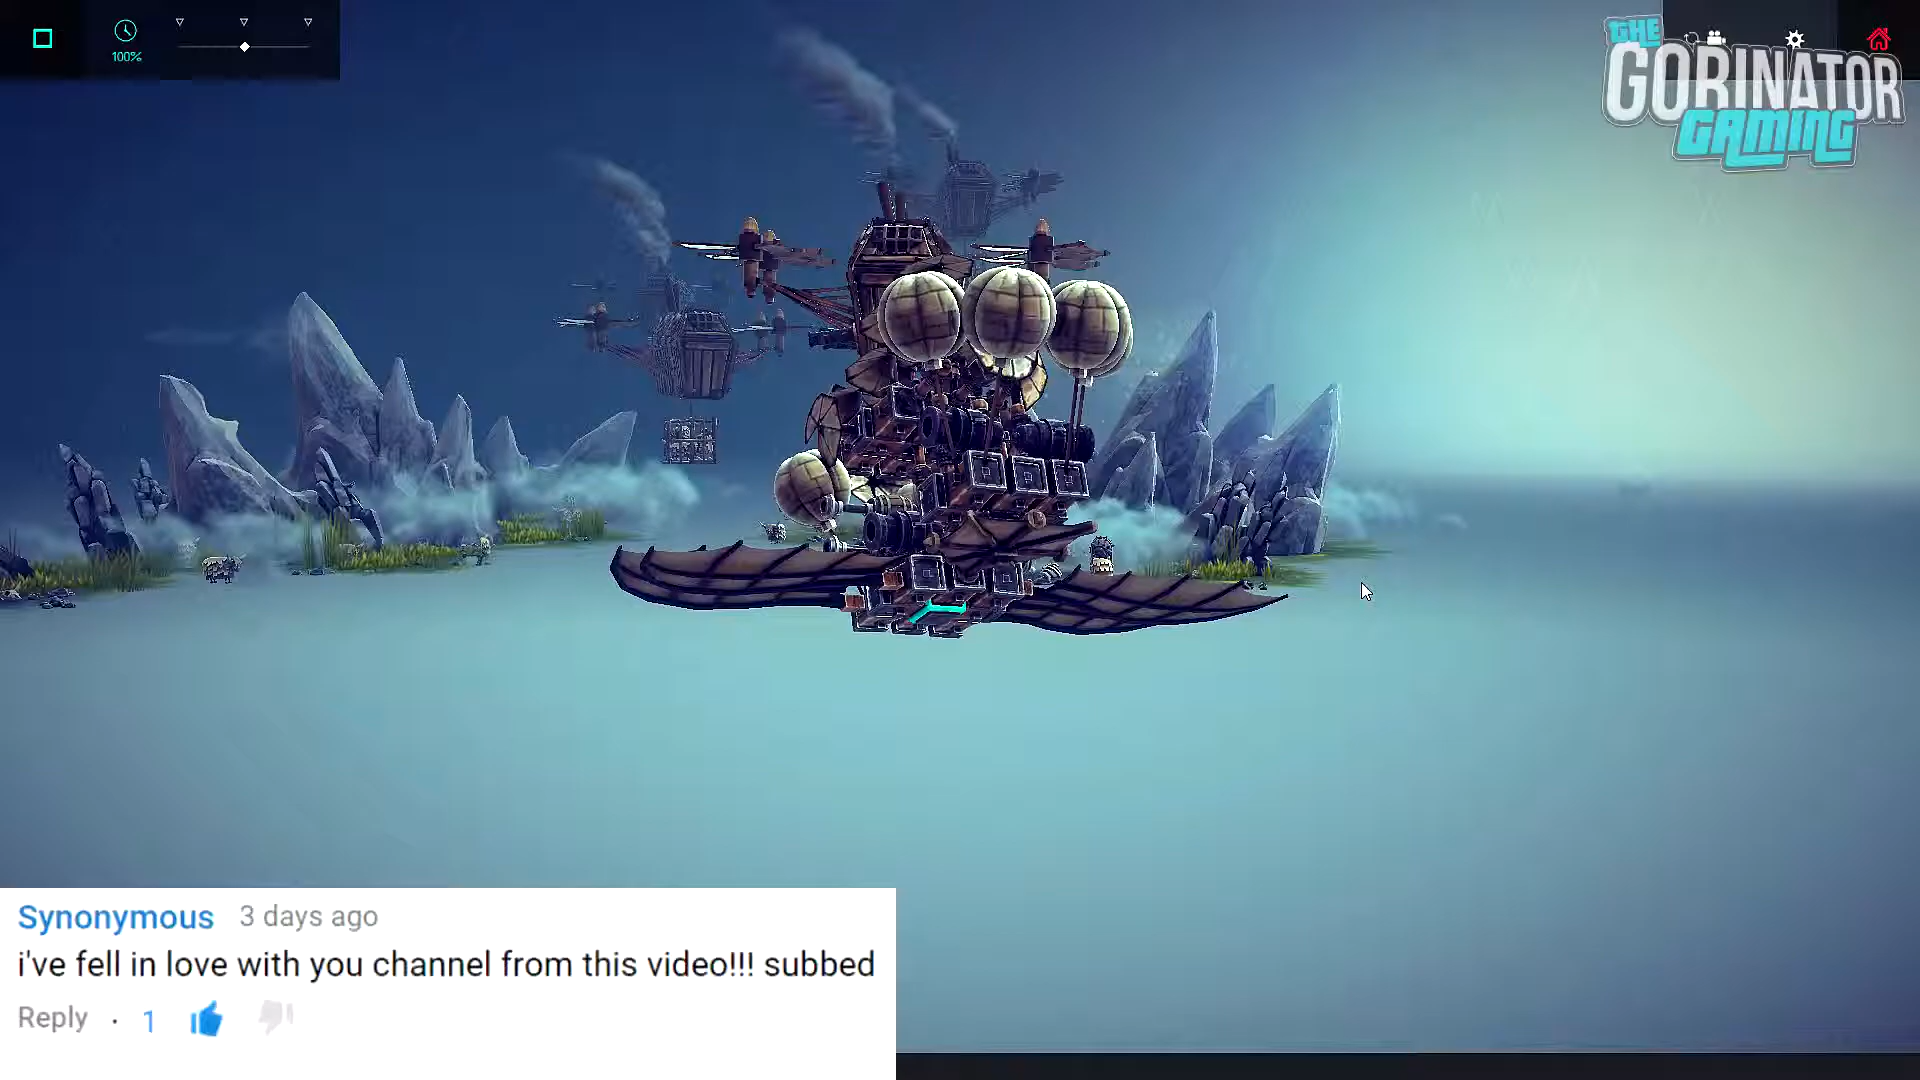 100%
THE
GORINATOR
GAMING
Synonymous 3 days ago
i've fell in love with you channel from this video!!! subbed
Reply · 1